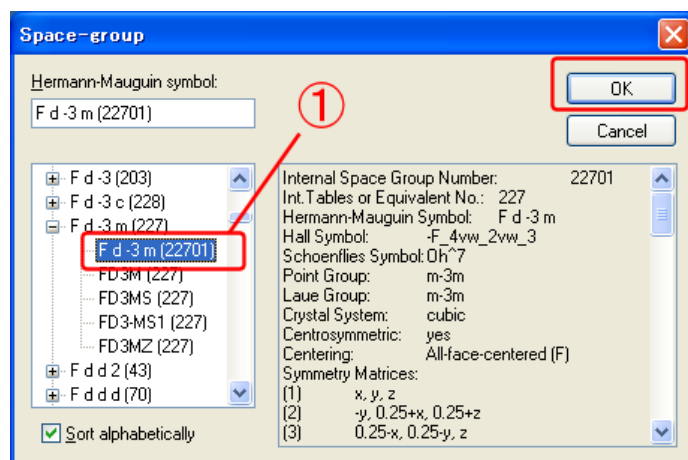 Space-group
Hermann-Mauguin symbol:
F d -3 m (22701)
OK
Cancel
①
F d -3 (203)
F d -3 c (228)
F d -3 m (227)
F d -3 m (22701)
FD3M (227)
FD3MS (227)
FD3-MS1 (227)
FD3MZ (227)
F d d 2 (43)
F d d d (70)
Sort alphabetically
Internal Space Group Number: 22701
Int.Tables or Equivalent No.: 227
Hermann-Mauguin Symbol: F d -3 m
Hall Symbol: -F_4vw_2vw_3
Schoenflies Symbol: Oh^7
Point Group: m-3m
Laue Group: m-3m
Crystal System: cubic
Centrosymmetric: yes
Centering: All-face-centered (F)
Symmetry Matrices:
(1) x, y, z
(2) -y, 0.25+x, 0.25+z
(3) 0.25-x, 0.25-y, z